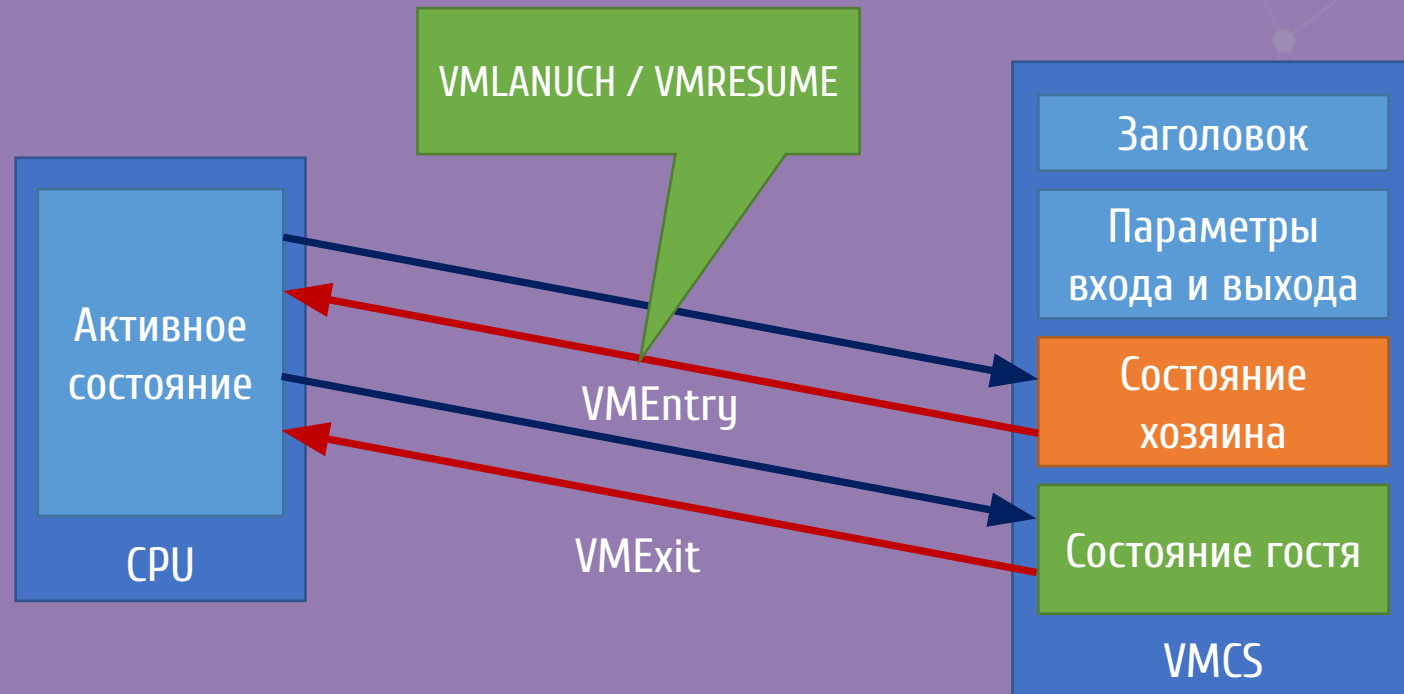 VMLANUCH / VMRESUME
Заголовок
Параметры
входа и выхода
Активное
состояние
Состояние
хозяина
VMEntry
VMExit
Состояние гостя
CPU
VMCS